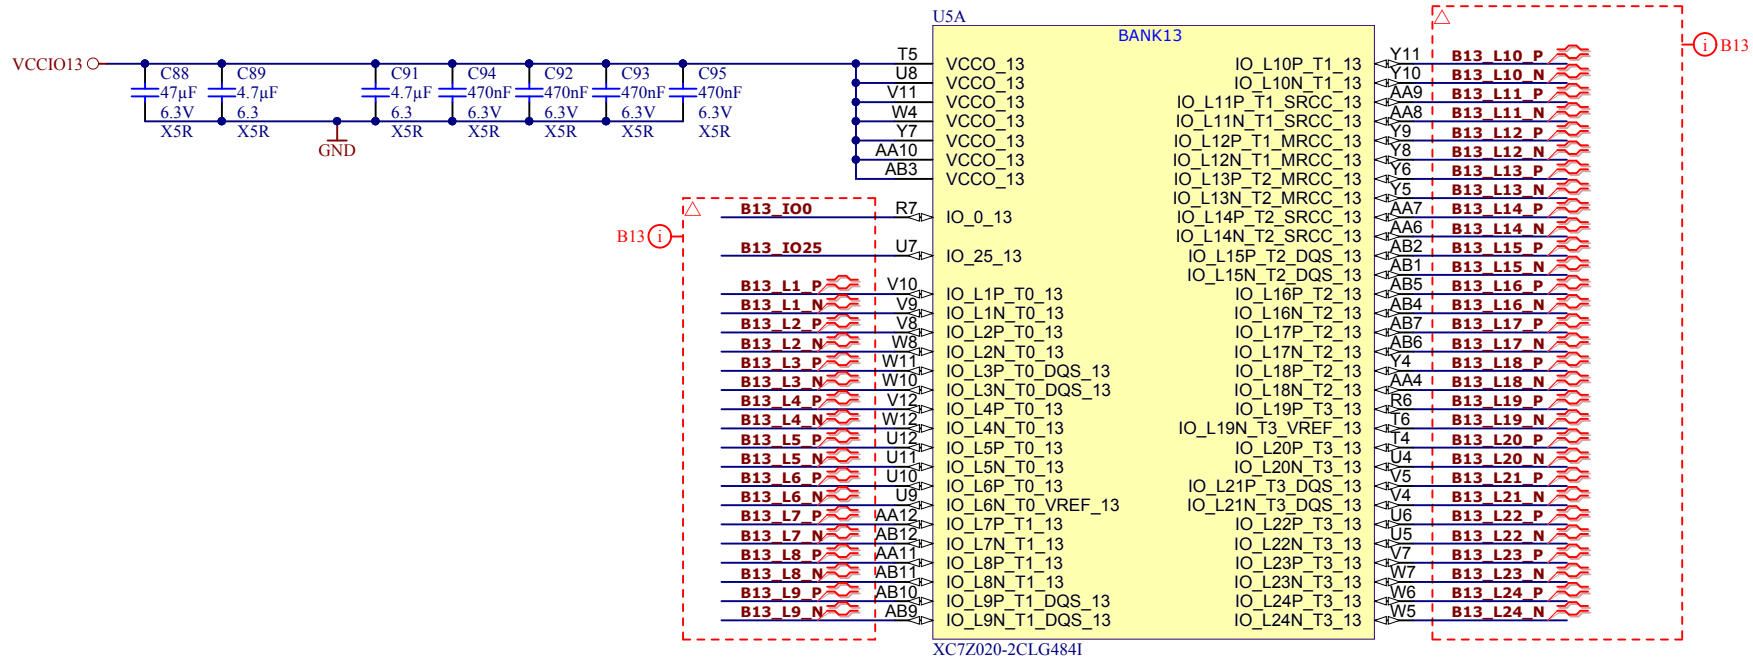 U5A
BANK13
VCCIO13
C88
47µF
6.3V
X5R
C89
4.7µF
6.3
X5R
GND
C91
4.7µF
6.3
X5R
C94
470nF
6.3V
X5R
C92
470nF
6.3V
X5R
C93
470nF
6.3V
X5R
C95
470nF
6.3V
X5R
T5 VCCO_13
U8 VCCO_13
V11 VCCO_13
W4 VCCO_13
Y7 VCCO_13
AA10 VCCO_13
AB3 VCCO_13
B13 i
B13_IO0 R7 IO_0_13
B13_IO25 U7 IO_25_13
B13_L1_P V10 IO_L1P_T0_13
B13_L1_N V9 IO_L1N_T0_13
B13_L2_P V8 IO_L2P_T0_13
B13_L2_N W8 IO_L2N_T0_13
B13_L3_P W11 IO_L3P_T0_DQS_13
B13_L3_N W10 IO_L3N_T0_DQS_13
B13_L4_P V12 IO_L4P_T0_13
B13_L4_N W12 IO_L4N_T0_13
B13_L5_P U12 IO_L5P_T0_13
B13_L5_N U11 IO_L5N_T0_13
B13_L6_P U10 IO_L6P_T0_13
B13_L6_N U9 IO_L6N_T0_VREF_13
B13_L7_P AA12 IO_L7P_T1_13
B13_L7_N AB12 IO_L7N_T1_13
B13_L8_P AA11 IO_L8P_T1_13
B13_L8_N AB11 IO_L8N_T1_13
B13_L9_P AB10 IO_L9P_T1_DQS_13
B13_L9_N AB9 IO_L9N_T1_DQS_13
IO_L10P_T1_13 Y11 B13_L10_P
IO_L10N_T1_13 Y10 B13_L10_N
IO_L11P_T1_SRCC_13 AA9 B13_L11_P
IO_L11N_T1_SRCC_13 AA8 B13_L11_N
IO_L12P_T1_MRCC_13 Y9 B13_L12_P
IO_L12N_T1_MRCC_13 Y8 B13_L12_N
IO_L13P_T2_MRCC_13 Y6 B13_L13_P
IO_L13N_T2_MRCC_13 Y5 B13_L13_N
IO_L14P_T2_SRCC_13 AA7 B13_L14_P
IO_L14N_T2_SRCC_13 AA6 B13_L14_N
IO_L15P_T2_DQS_13 AB2 B13_L15_P
IO_L15N_T2_DQS_13 AB1 B13_L15_N
IO_L16P_T2_13 AB5 B13_L16_P
IO_L16N_T2_13 AB4 B13_L16_N
IO_L17P_T2_13 AB7 B13_L17_P
IO_L17N_T2_13 AB6 B13_L17_N
IO_L18P_T2_13 Y4 B13_L18_P
IO_L18N_T2_13 AA4 B13_L18_N
IO_L19P_T3_13 R6 B13_L19_P
IO_L19N_T3_VREF_13 T6 B13_L19_N
IO_L20P_T3_13 T4 B13_L20_P
IO_L20N_T3_13 U4 B13_L20_N
IO_L21P_T3_DQS_13 V5 B13_L21_P
IO_L21N_T3_DQS_13 V4 B13_L21_N
IO_L22P_T3_13 U6 B13_L22_P
IO_L22N_T3_13 U5 B13_L22_N
IO_L23P_T3_13 V7 B13_L23_P
IO_L23N_T3_13 W7 B13_L23_N
IO_L24P_T3_13 W6 B13_L24_P
IO_L24N_T3_13 W5 B13_L24_N
i B13
XC7Z020-2CLG484I